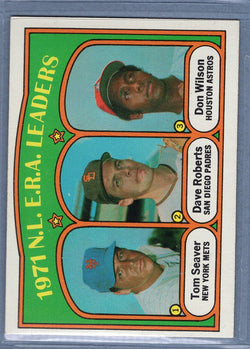 1971 N.L. E.R.A. LEADERS
1
Tom Seaver
NEW YORK METS
2
Dave Roberts
SAN DIEGO PADRES
3
Don Wilson
HOUSTON ASTROS